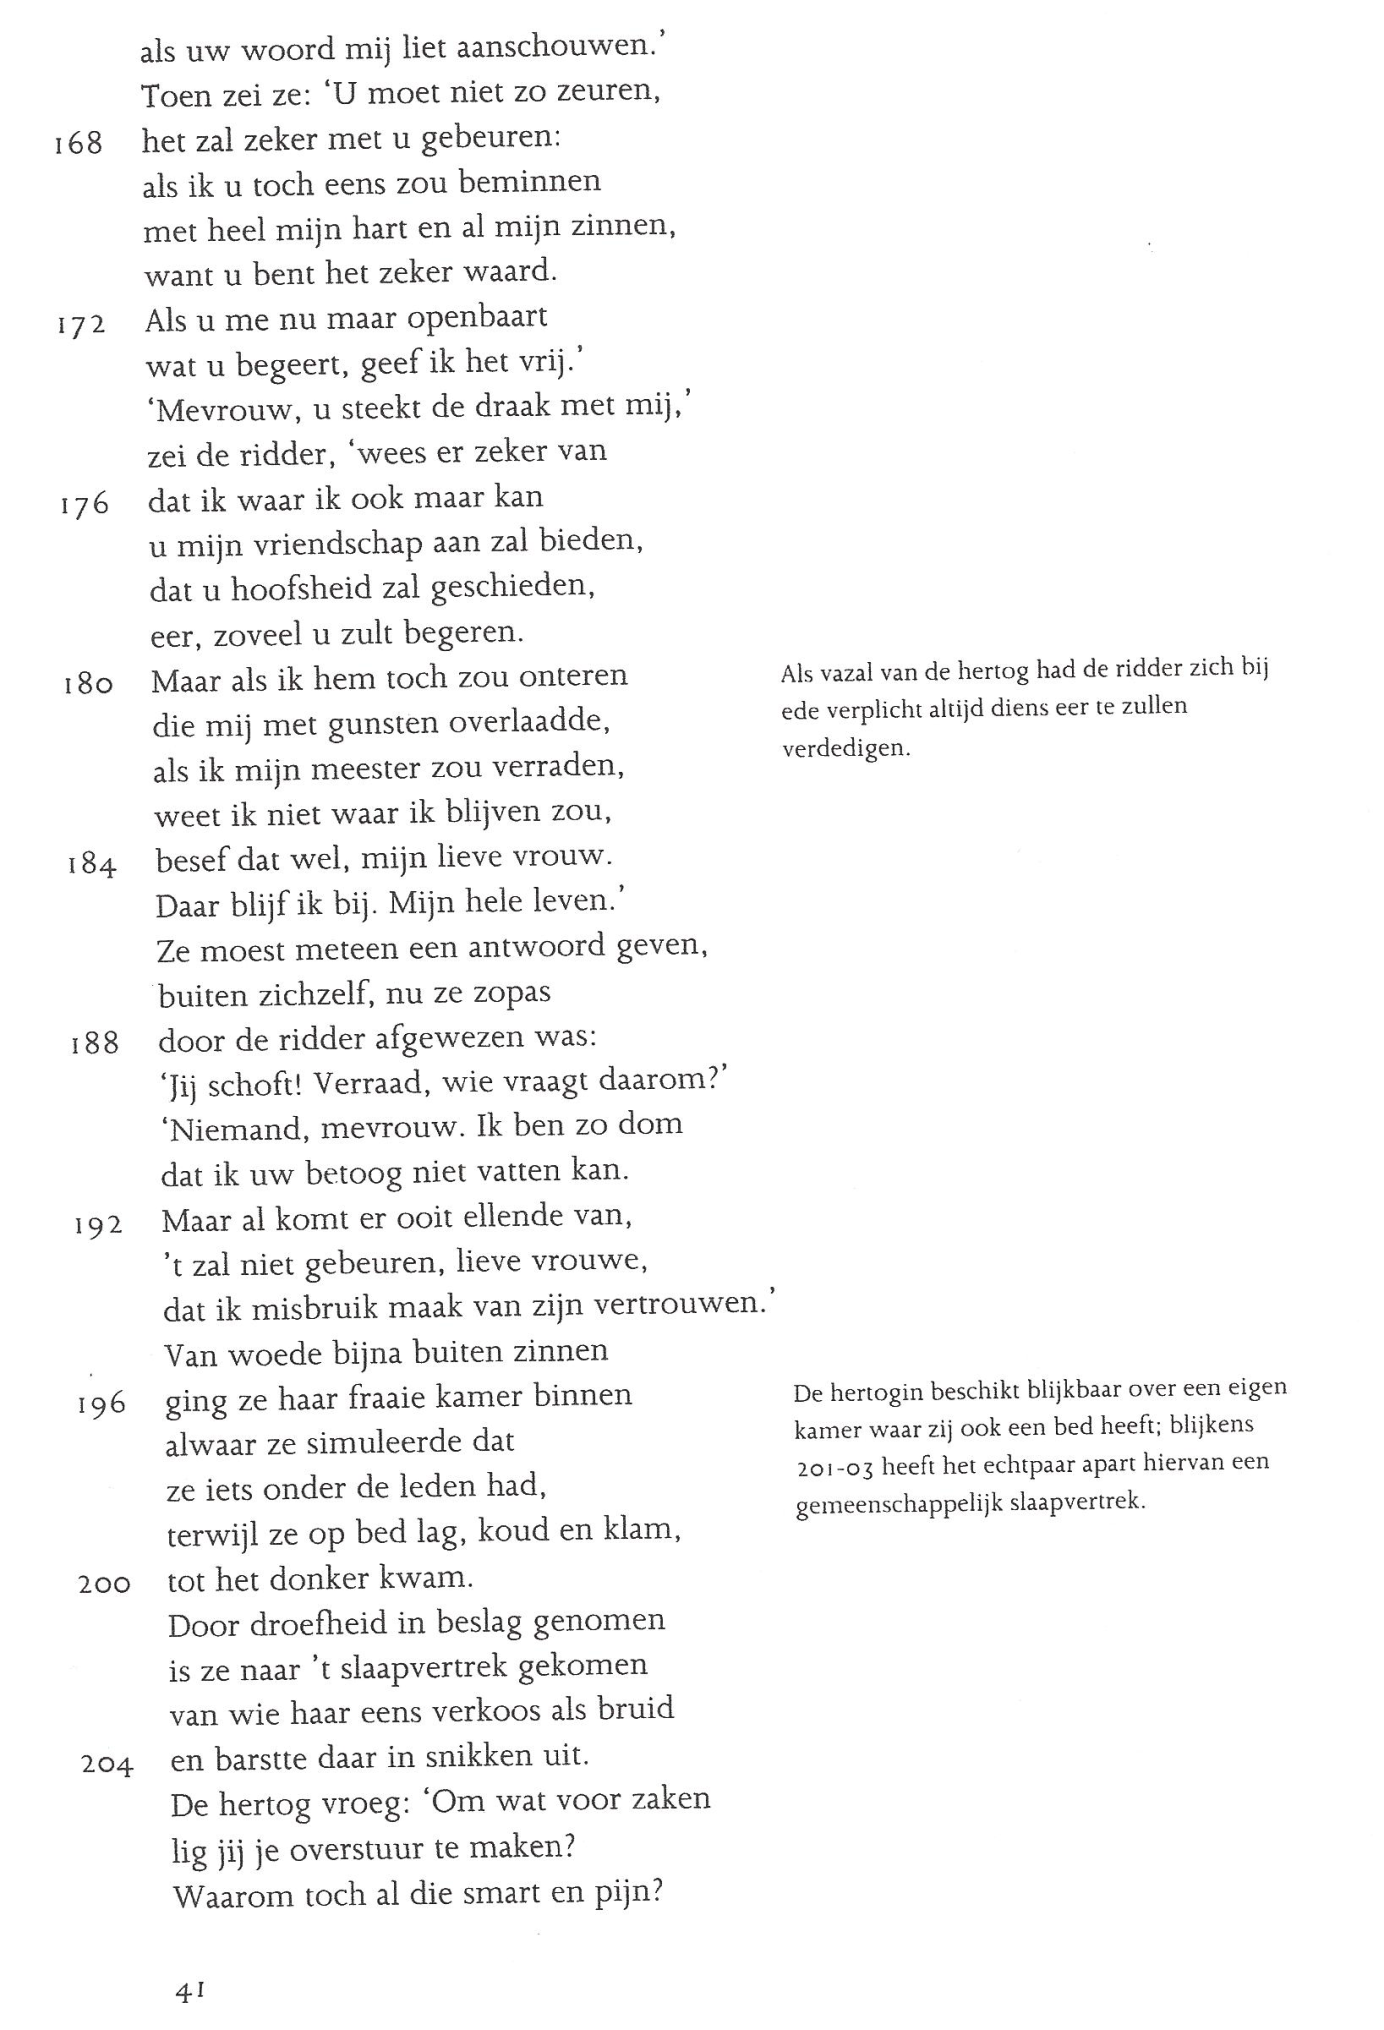 als uw woord mij liet aanschouwen.’
Toen zei ze: ‘U moet niet zo zeuren,
168 het zal zeker met u gebeuren:
als ik u toch eens zou beminnen
met heel mijn hart en al mijn zinnen,
want u bent het zeker waard.
172 Als u me nu maar openbaart
wat u begeert, geef ik het vrij.’
‘Mevrouw, u steekt de draak met mij,’
zei de ridder, ‘wees er zeker van
176 dat ik waar ik ook maar kan
u mijn vriendschap aan zal bieden,
dat u hoofsheid zal geschieden,
eer, zoveel u zult begeren.
180 Maar als ik hem toch zou onteren
die mij met gunsten overlaadde,
als ik mijn meester zou verraden,
weet ik niet waar ik blijven zou,
184 besef dat wel, mijn lieve vrouw.
Daar blijf ik bij. Mijn hele leven.’
Ze moest meteen een antwoord geven,
buiten zichzelf, nu ze zopas
188 door de ridder afgewezen was:
‘Jij schoft! Verraad, wie vraagt daarom?’
‘Niemand, mevrouw. Ik ben zo dom
dat ik uw betoog niet vatten kan.
192 Maar al komt er ooit ellende van,
’t zal niet gebeuren, lieve vrouwe,
dat ik misbruik maak van zijn vertrouwen.’
Van woede bijna buiten zinnen
196 ging ze haar fraaie kamer binnen
alwaar ze simuleerde dat
ze iets onder de leden had,
terwijl ze op bed lag, koud en klam,
200 tot het donker kwam.
Door droefheid in beslag genomen
is ze naar ’t slaapvertrek gekomen
van wie haar eens verkoos als bruid
204 en barstte daar in snikken uit.
De hertog vroeg: ‘Om wat voor zaken
lig jij je overstuur te maken?
Waarom toch al die smart en pijn?
Als vazal van de hertog had de ridder zich bij
ede verplicht altijd diens eer te zullen
verdedigen.
De hertogin beschikt blijkbaar over een eigen
kamer waar zij ook een bed heeft; blijkens
201-03 heeft het echtpaar apart hiervan een
gemeenschappelijk slaapvertrek.
41